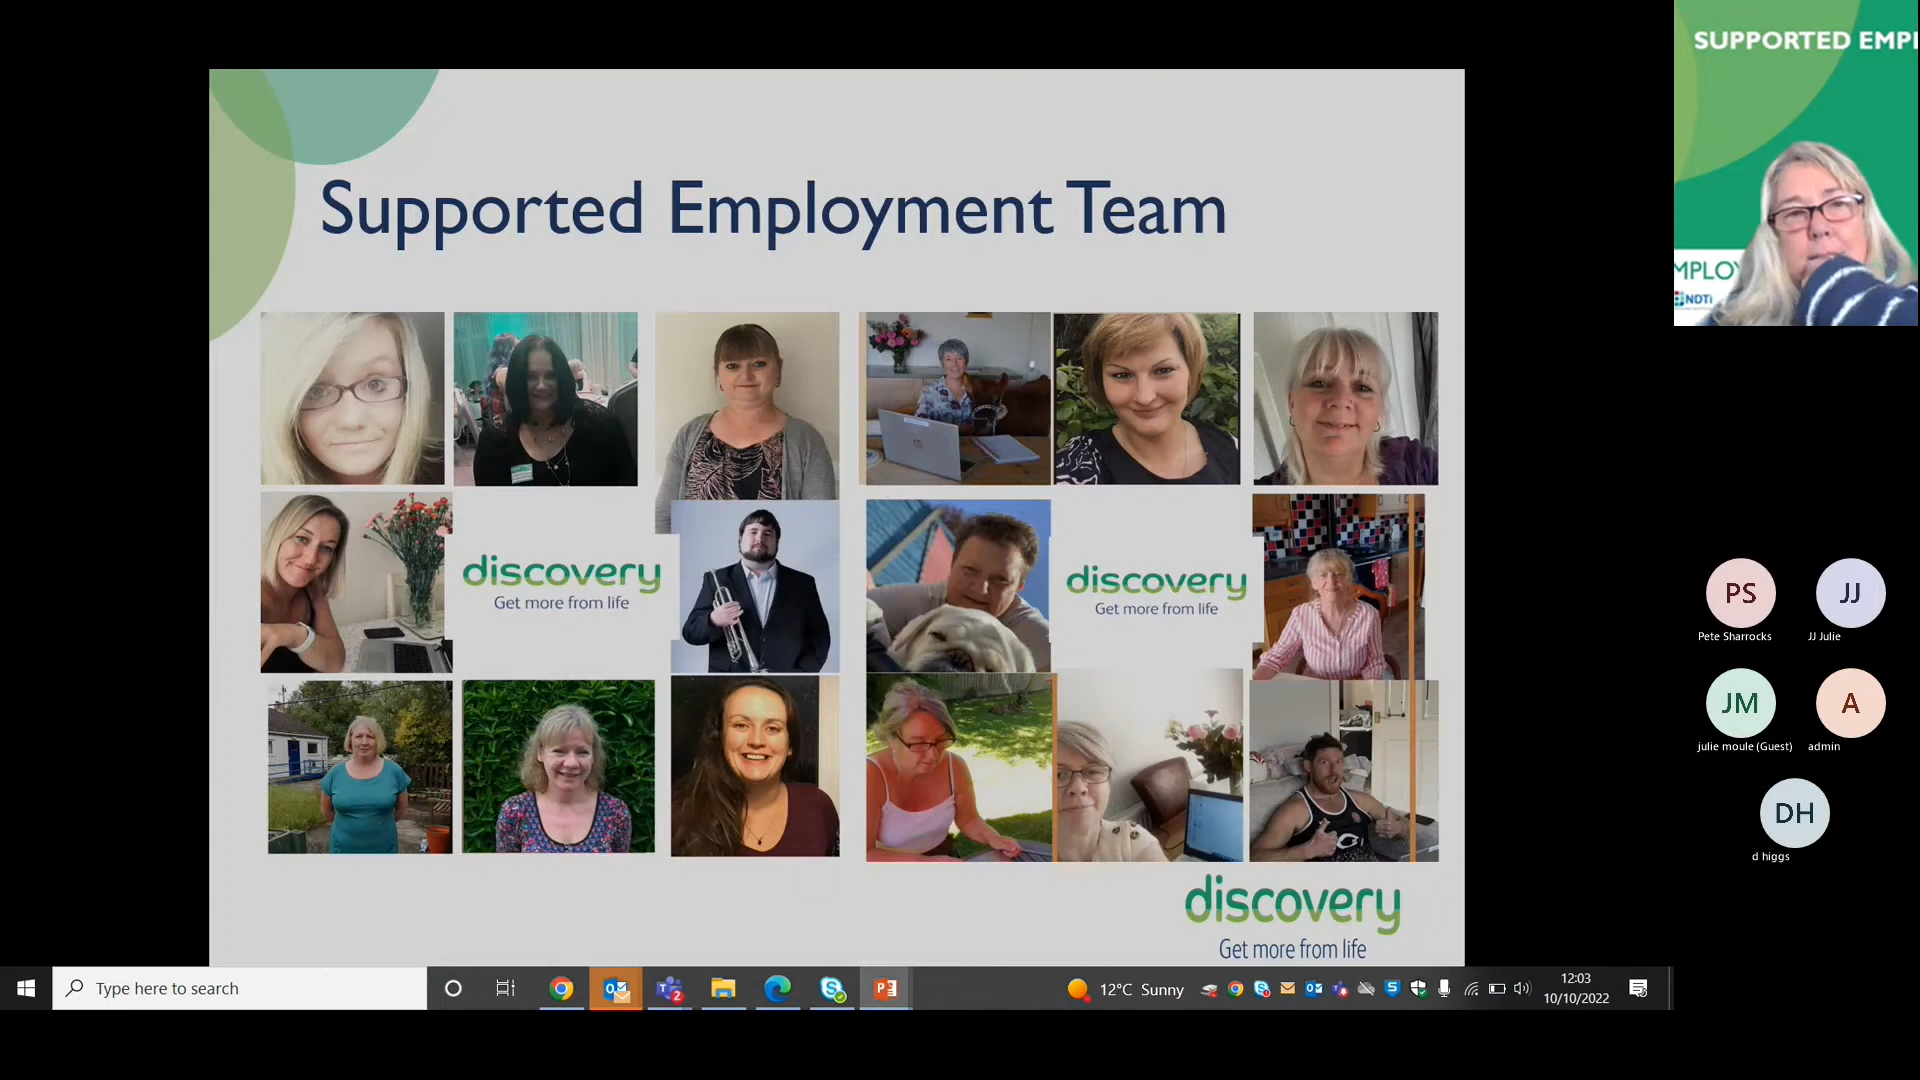 Supported Employment Team
discovery
Get more from life
discovery
Get more from life
discovery
Get more from life
SUPPORTED EMPL
MPLOY
NDTi
PS
Pete Sharrocks
JJ
JJ Julie
JM
julie moule (Guest)
A
admin
DH
d higgs
Type here to search
2
12°C Sunny
12:03
10/10/2022